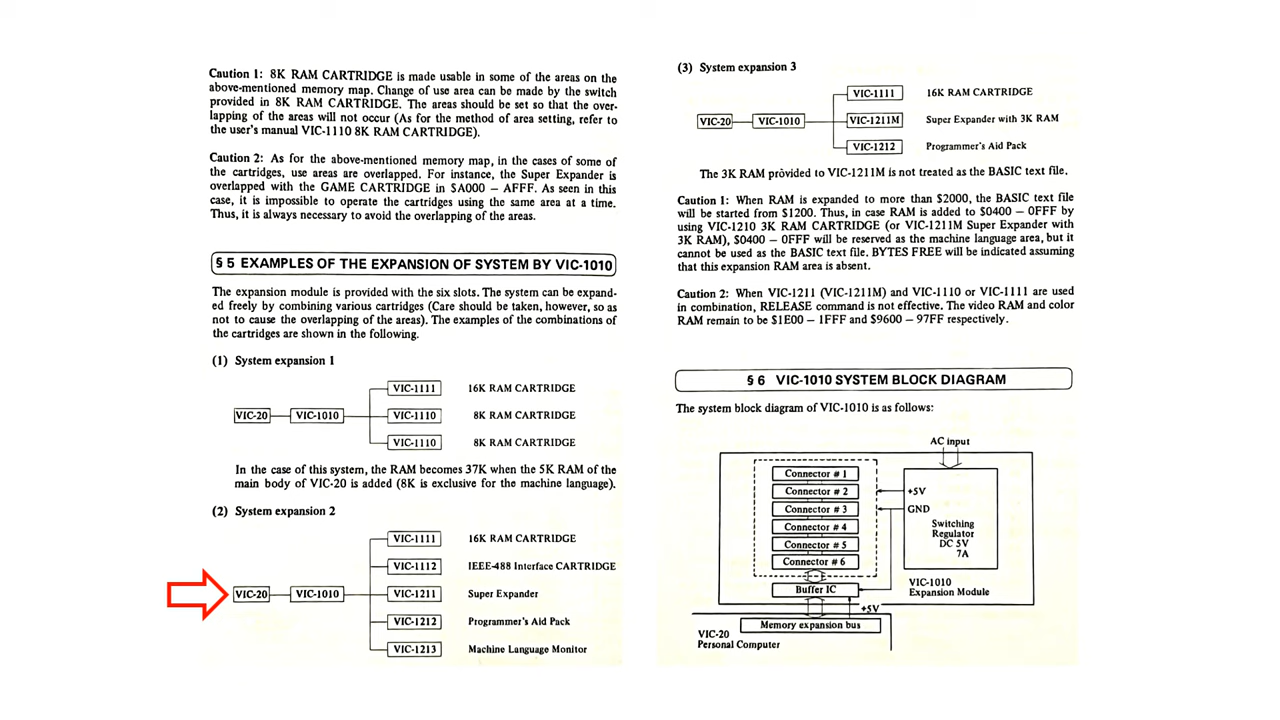 Caution 1: 8K RAM CARTRIDGE is made usable in some of the areas on the
above-mentioned memory map. Change of use area can be made by the switch
provided in 8K RAM CARTRIDGE. The areas should be set so that the over-
lapping of the areas will not occur (As for the method of area setting, refer to
the user's manual VIC-1110 8K RAM CARTRIDGE).
Caution 2: As for the above-mentioned memory map, in the cases of some of
the cartridges, use areas are overlapped. For instance, the Super Expander is
overlapped with the GAME CARTRIDGE in $A000 – AFFF. As seen in this
case, it is impossible to operate the cartridges using the same area at a time.
Thus, it is always necessary to avoid the overlapping of the areas.
§ 5 EXAMPLES OF THE EXPANSION OF SYSTEM BY VIC-1010
The expansion module is provided with the six slots. The system can be expand-
ed freely by combining various cartridges (Care should be taken, however, so as
not to cause the overlapping of the areas). The examples of the combinations of
the cartridges are shown in the following.
(1) System expansion 1
VIC-1111 16K RAM CARTRIDGE
VIC-20 VIC-1010 VIC-1110 8K RAM CARTRIDGE
VIC-1110 8K RAM CARTRIDGE
In the case of this system, the RAM becomes 37K when the 5K RAM of the
main body of VIC-20 is added (8K is exclusive for the machine language).
(2) System expansion 2
VIC-1111 16K RAM CARTRIDGE
VIC-1112 IEEE-488 Interface CARTRIDGE
VIC-20 VIC-1010 VIC-1211 Super Expander
VIC-1212 Programmer's Aid Pack
VIC-1213 Machine Language Monitor
(3) System expansion 3
VIC-1111 16K RAM CARTRIDGE
VIC-20 VIC-1010 VIC-1211M Super Expander with 3K RAM
VIC-1212 Programmer's Aid Pack
The 3K RAM provided to VIC-1211M is not treated as the BASIC text file.
Caution 1: When RAM is expanded to more than $2000, the BASIC text file
will be started from $1200. Thus, in case RAM is added to $0400 – 0FFF by
using VIC-1210 3K RAM CARTRIDGE (or VIC-1211M Super Expander with
3K RAM), $0400 – 0FFF will be reserved as the machine language area, but it
cannot be used as the BASIC text file. BYTES FREE will be indicated assuming
that this expansion RAM area is absent.
Caution 2: When VIC-1211 (VIC-1211M) and VIC-1110 or VIC-1111 are used
in combination, RELEASE command is not effective. The video RAM and color
RAM remain to be $1E00 – 1FFF and $9600 – 97FF respectively.
§ 6 VIC-1010 SYSTEM BLOCK DIAGRAM
The system block diagram of VIC-1010 is as follows:
AC input
Connector # 1
Connector # 2
Connector # 3
Connector # 4
Connector # 5
Connector # 6
+5V
GND
Switching
Regulator
DC 5V
7A
VIC-1010
Expansion Module
Buffer IC
+5V
Memory expansion bus
VIC-20
Personal Computer